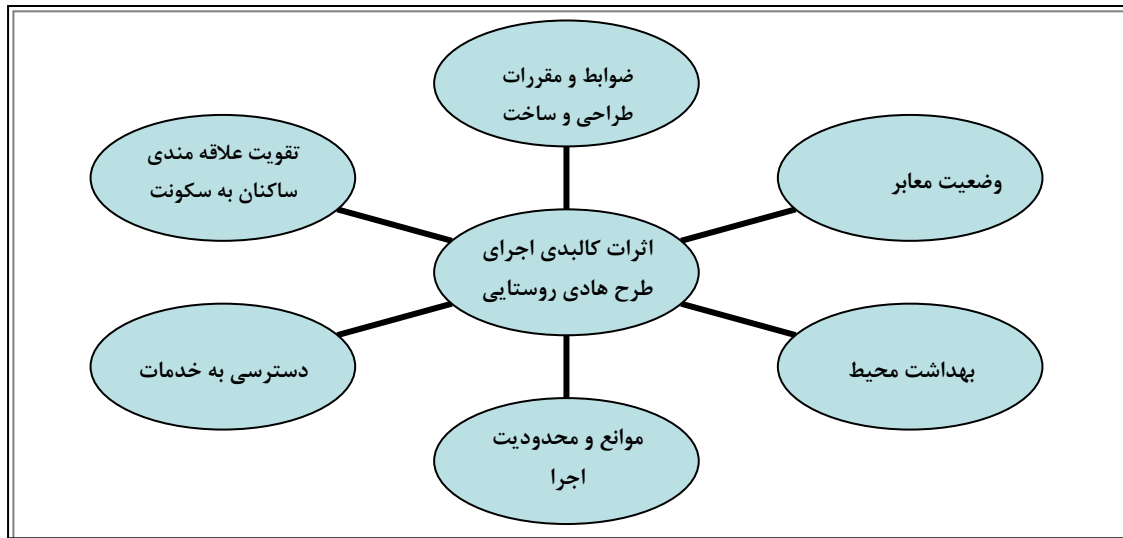 ضوابط و مقررات
طراحی و ساخت
وضعیت معابر
تقویت علاقه مندی
ساکنان به سکونت
اثرات کالبدی اجرای
طرح هادی روستایی
بهداشت محیط
دسترسی به خدمات
موانع و محدودیت
اجرا